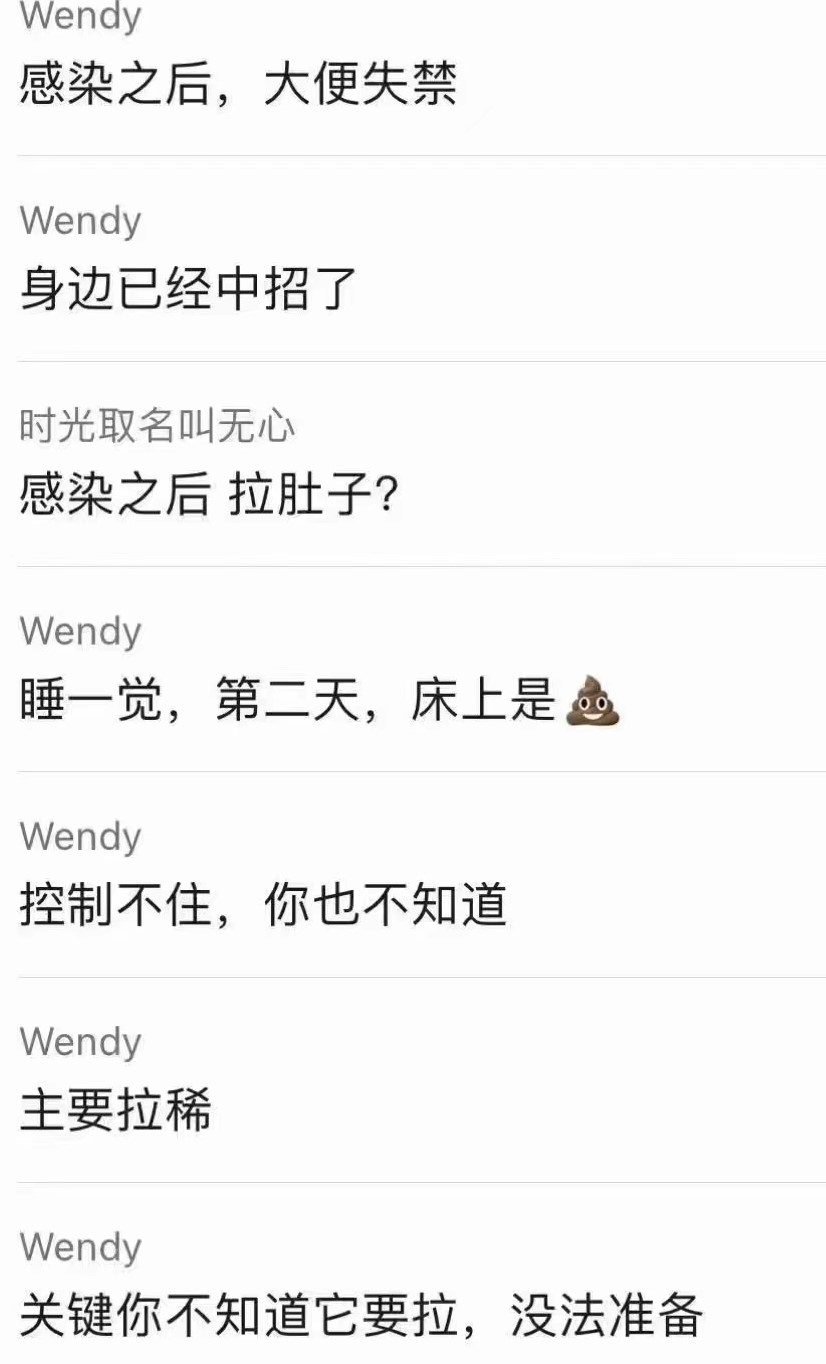 Wendy
感染之后，大便失禁
Wendy
身边已经中招了
时光取名叫无心
感染之后 拉肚子？
Wendy
睡一觉，第二天，床上是💩
Wendy
控制不住，你也不知道
Wendy
主要拉稀
Wendy
关键你不知道它要拉，没法准备